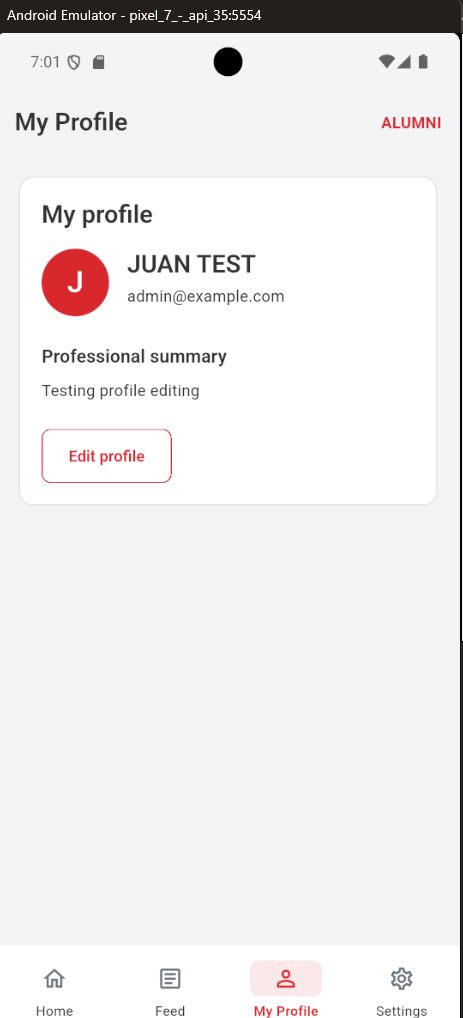 Android Emulator - pixel_7_-_api_35:5554
7:01
My Profile ALUMNI
My profile
J
JUAN TEST
admin@example.com
Professional summary
Testing profile editing
Edit profile
Home Feed My Profile Settings